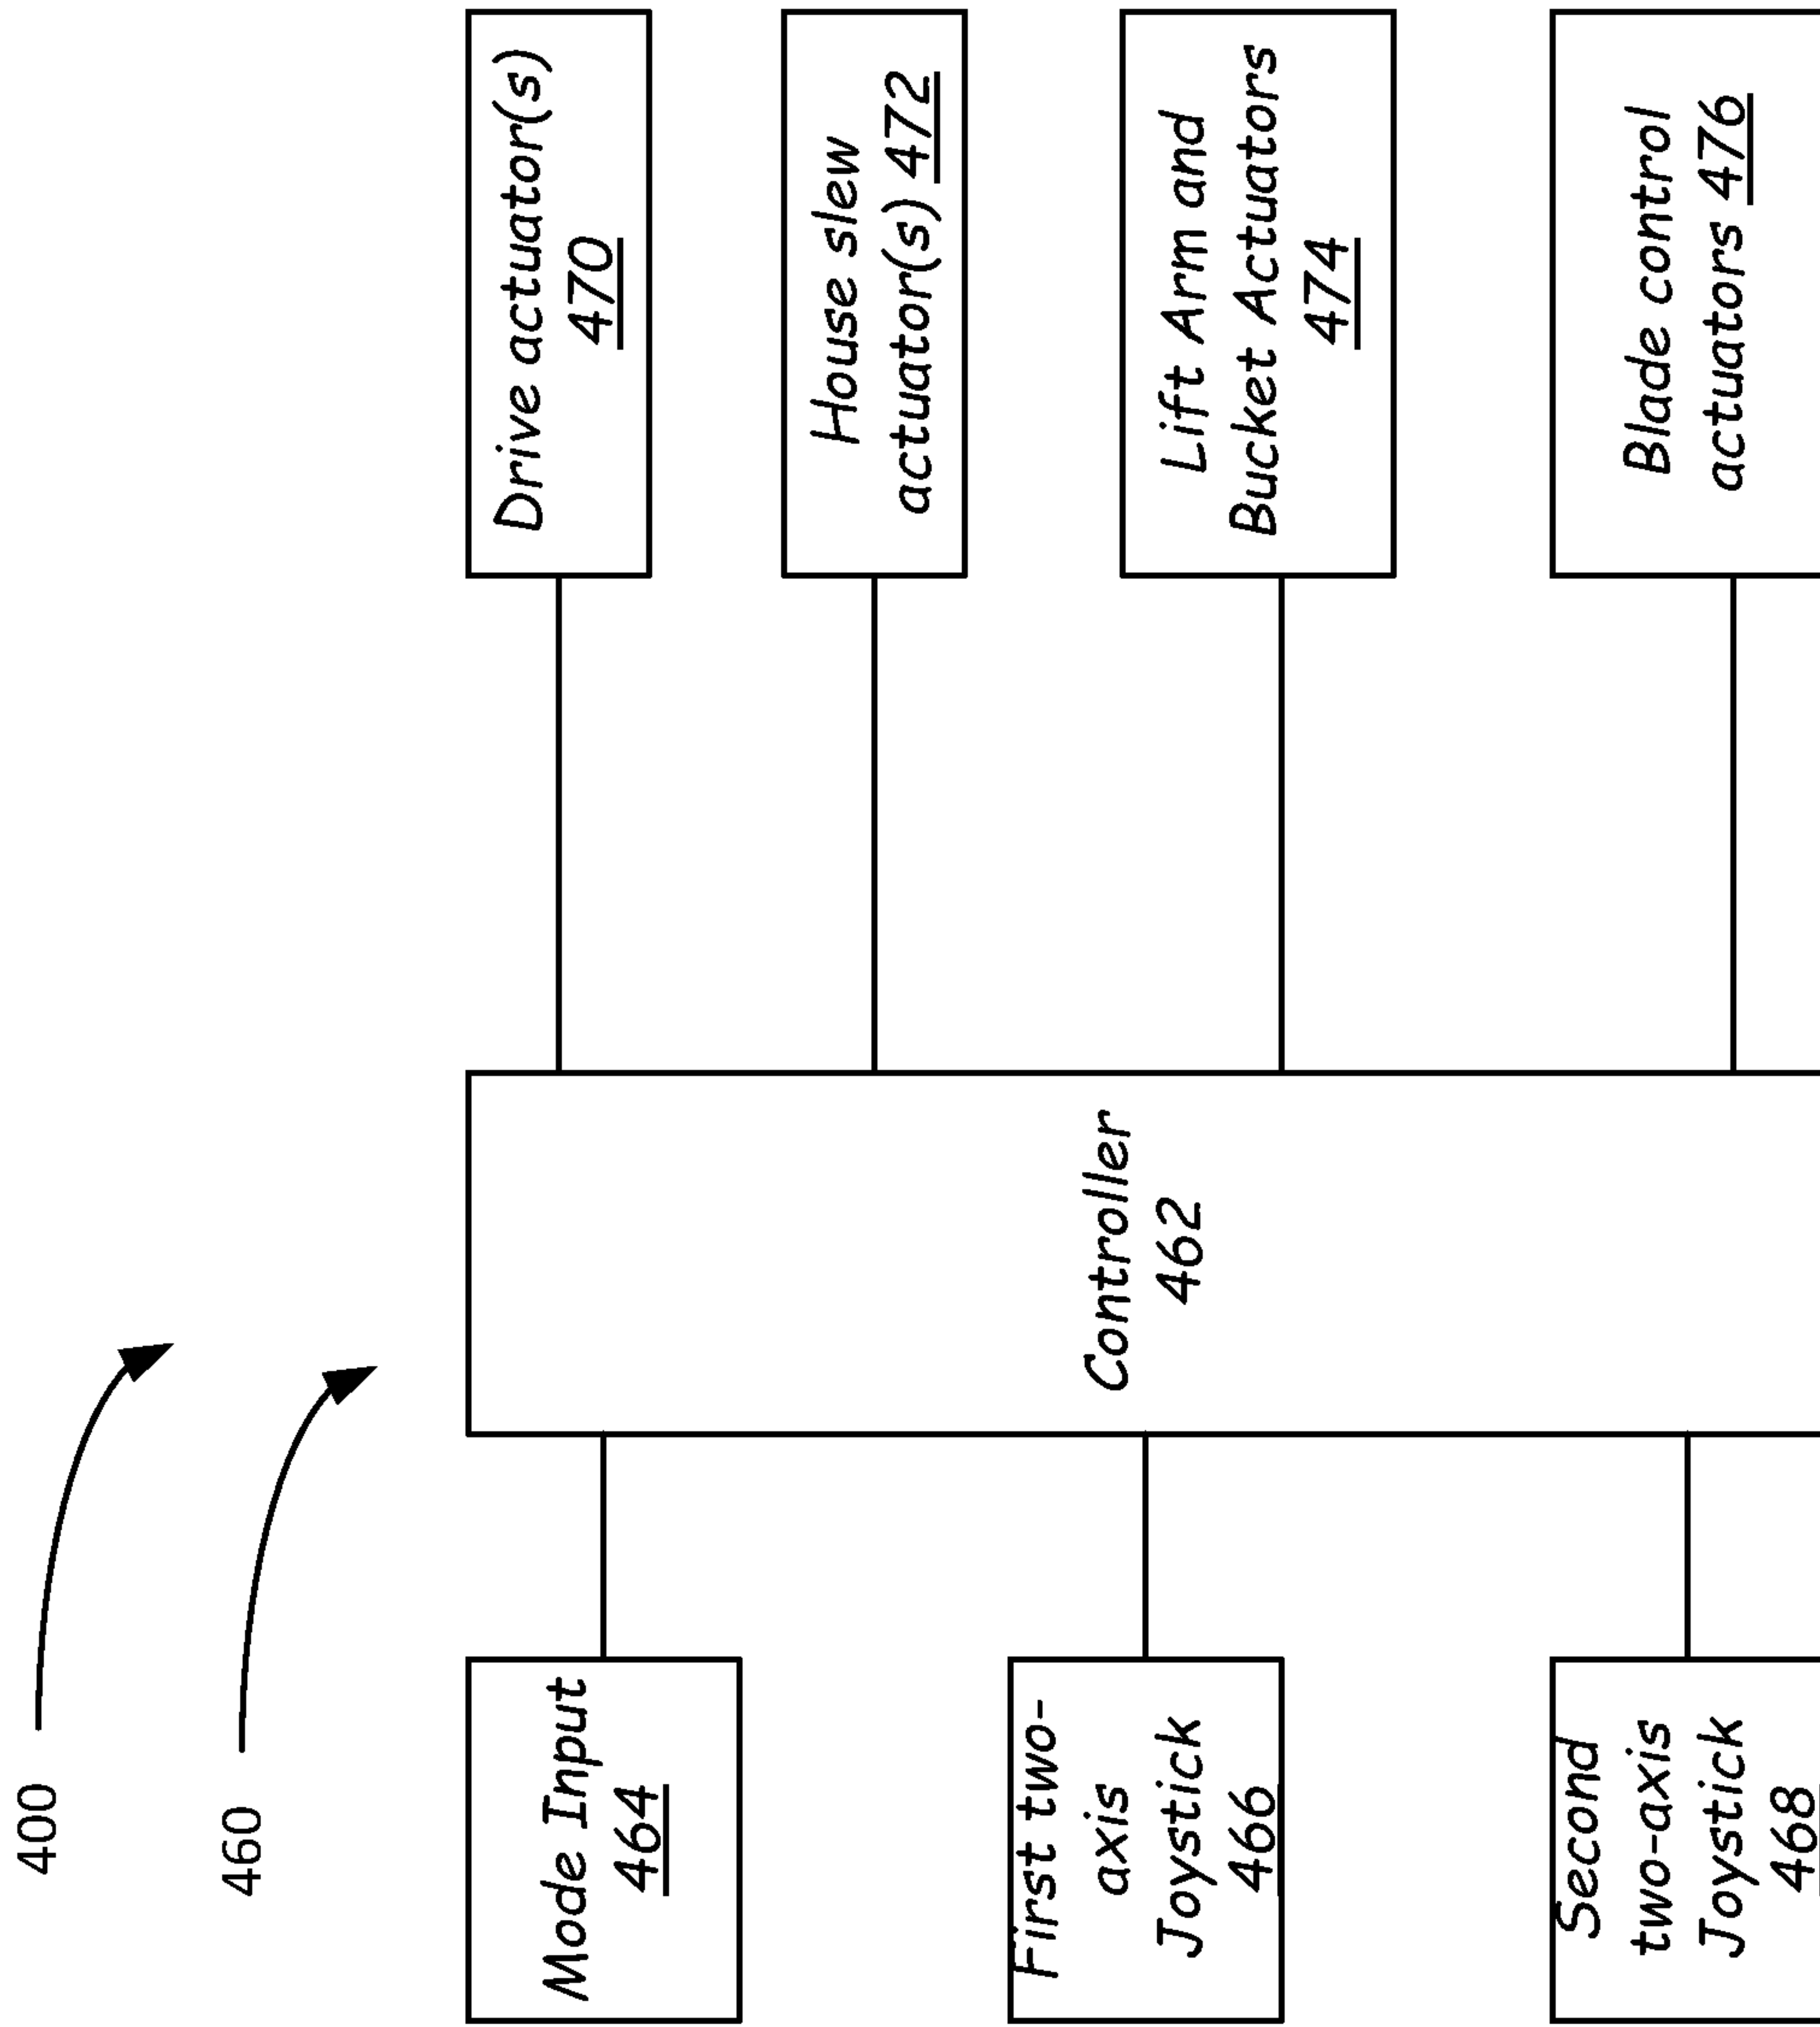 400
460
Mode Input
464
First two-
axis
Joystick
466
Second
two-axis
Joystick
468
Controller
462
Drive actuator(s)
470
House slew
actuator(s) 472
Lift Arm and
Bucket Actuators
474
Blade control
actuators 476